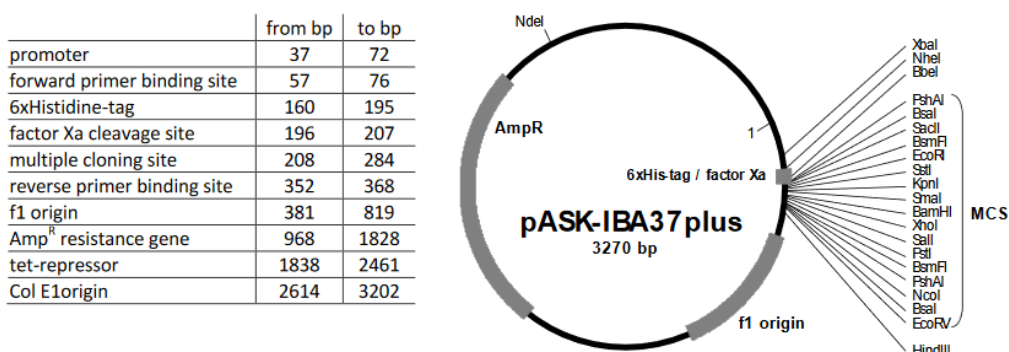 from bp to bp
promoter 37 72
forward primer binding site 57 76
6xHistidine-tag 160 195
factor Xa cleavage site 196 207
multiple cloning site 208 284
reverse primer binding site 352 368
f1 origin 381 819
Amp^R resistance gene 968 1828
tet-repressor 1838 2461
Col E1origin 2614 3202
NdeI
AmpR
1
6xHis-tag / factor Xa
pASK-IBA37plus
3270 bp
f1 origin
XbaI
NheI
BbeI
PshAI
BsaI
SacII
BsmFI
EcoRI
SstI
KpnI
SmaI
BamHI
XhoI
SalI
PstI
BsmFI
PshAI
NcoI
BsaI
EcoRV
HindIII
MCS